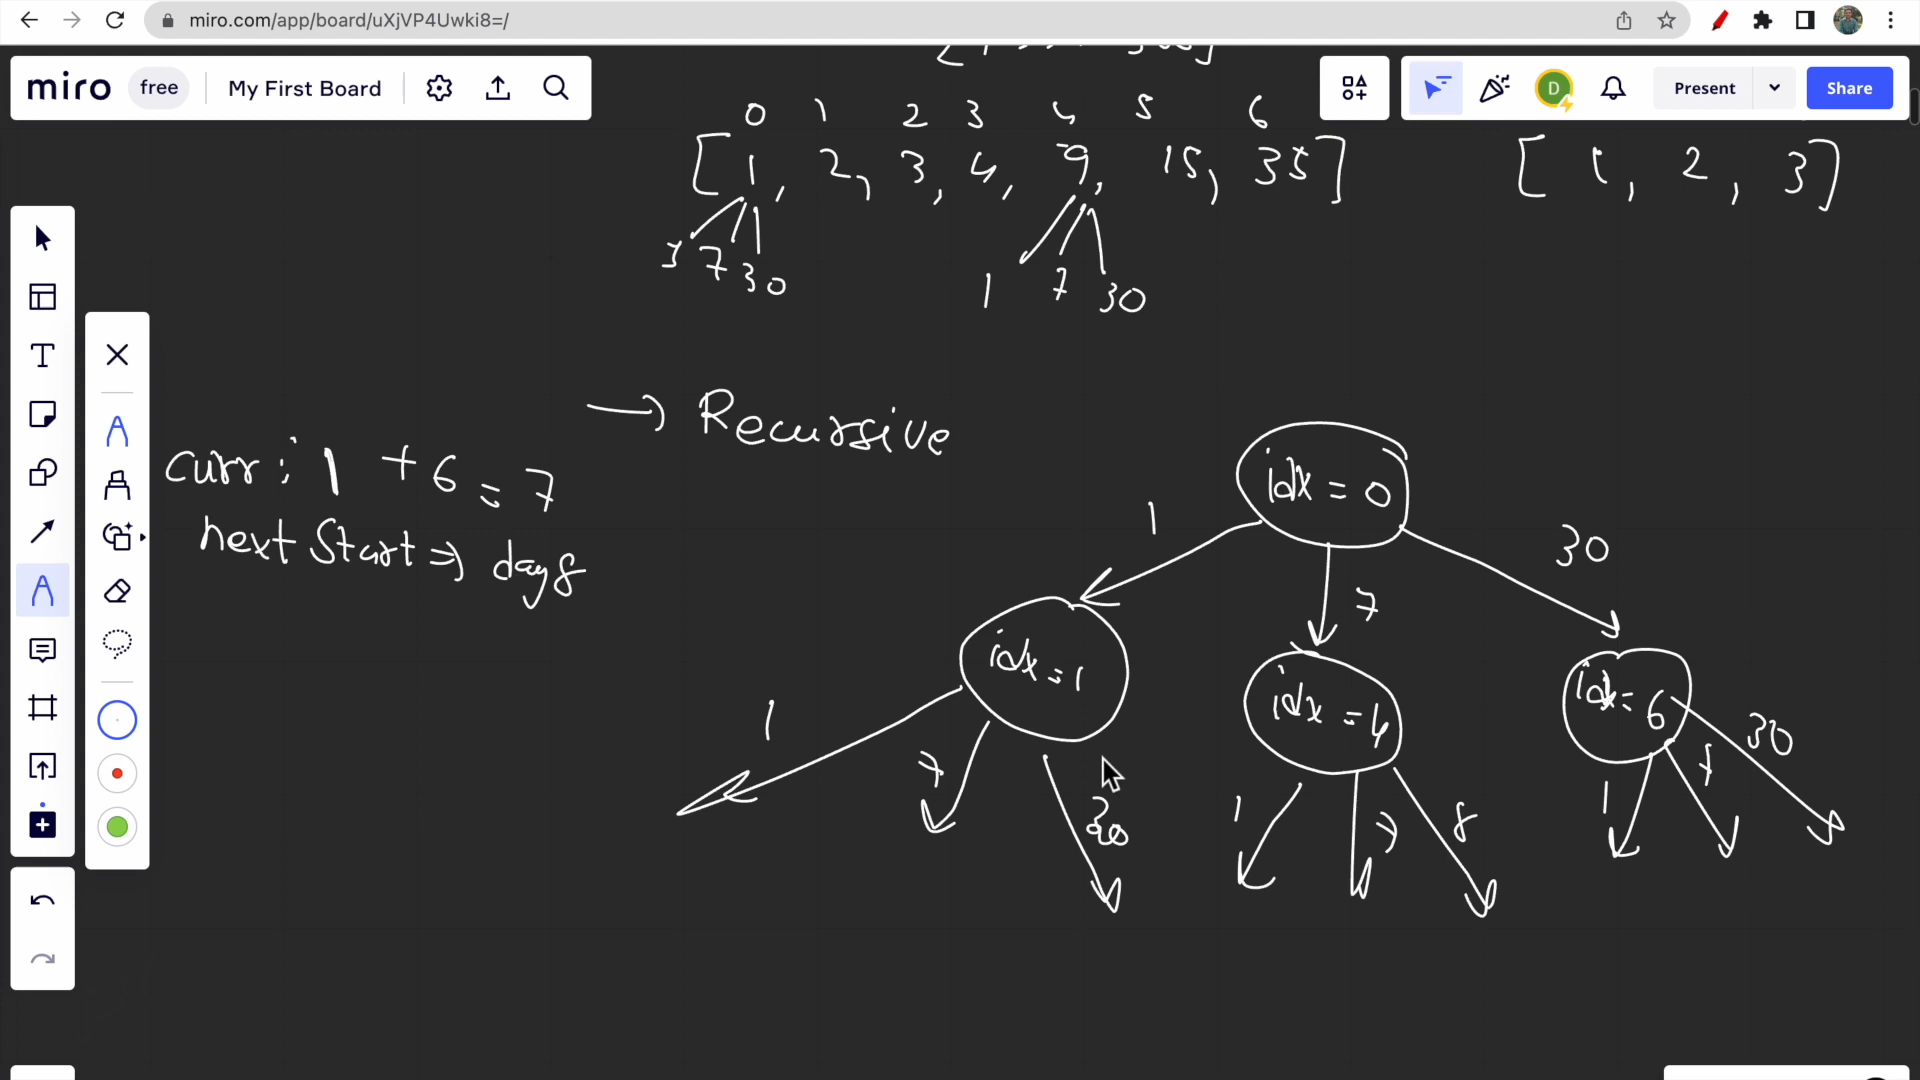 miro.com/app/board/uXjVP4Uwki8=/
miro free My First Board
D Present Share
0 1 2 3 4 5 6
[1, 2, 3, 4, 9, 15, 35] [1, 2, 3]
7 30
1 7 30
→ Recursive
curr: 1 + 6 = 7
next Start ⇒ day 8
idx = 0
1 7 30
idx = 1 idx = 4 idx = 6
1 7 30
1 7 8
1 7 30